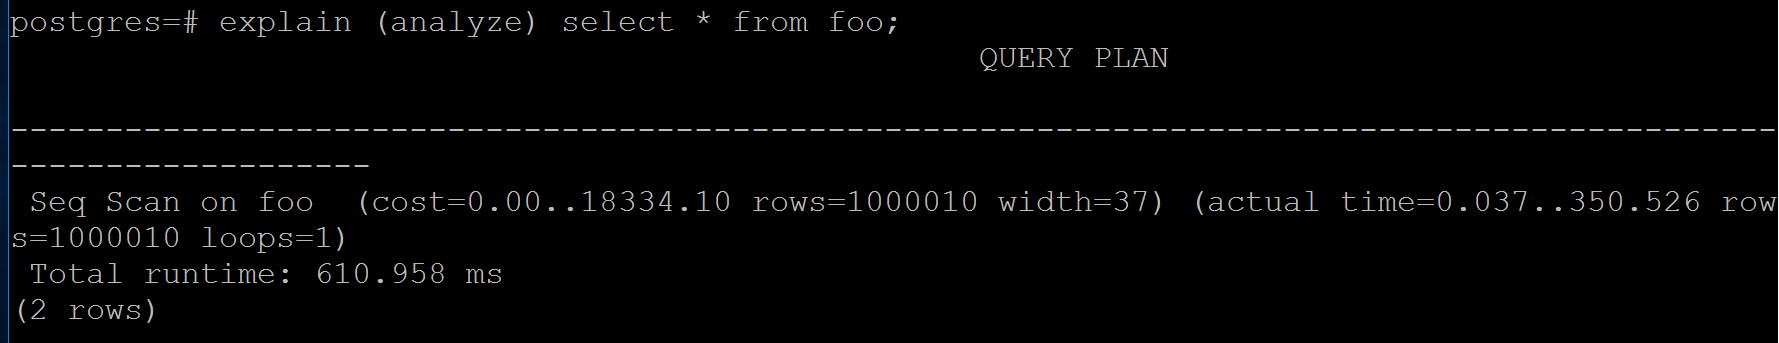 postgres=# explain (analyze) select * from foo;
QUERY PLAN
---------------------------------------------------------------------------------------------
-------------------
Seq Scan on foo  (cost=0.00..18334.10 rows=1000010 width=37) (actual time=0.037..350.526 row
s=1000010 loops=1)
Total runtime: 610.958 ms
(2 rows)